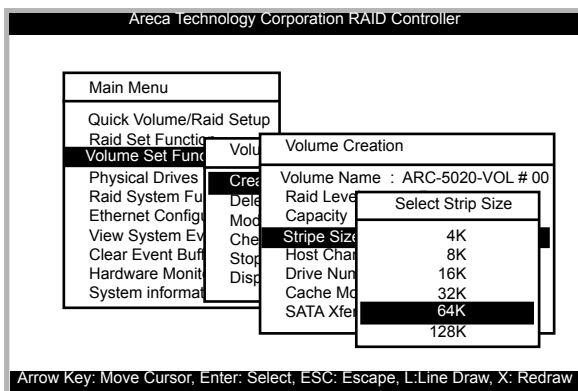 Areca Technology Corporation RAID Controller
Main Menu
Quick Volume/Raid Setup
Raid Set Functio
Volume Set Func
Physical Drives
Raid System Fu
Ethernet Configu
View System Ev
Clear Event Buff
Hardware Monit
System informat
Volu
Crea
Dele
Mod
Che
Stop
Disp
Volume Creation
Volume Name : ARC-5020-VOL # 00
Raid Leve
Capacity
Stripe Size
Host Char
Drive Num
Cache Mo
SATA Xfer
Select Strip Size
4K
8K
16K
32K
64K
128K
Arrow Key: Move Cursor, Enter: Select, ESC: Escape, L:Line Draw, X: Redraw